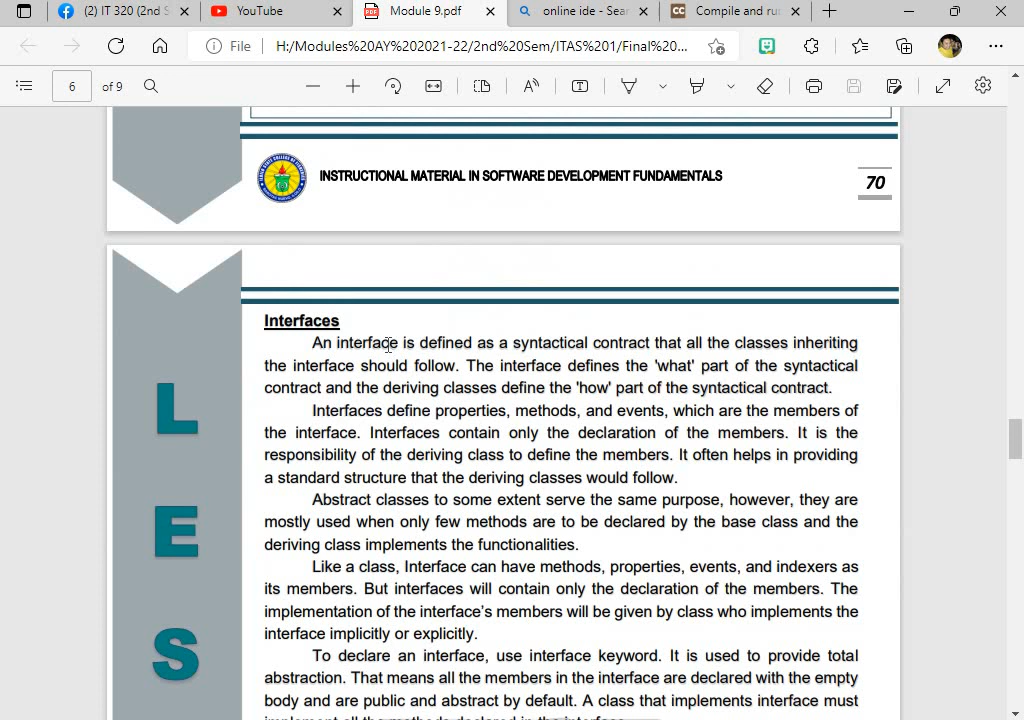 (2) IT 320 (2nd S
YouTube
Module 9.pdf
online ide - Sear
Compile and ru
File
H:/Modules%20AY%202021-22/2nd%20Sem/ITAS%201/Final%20...
6
of 9
INSTRUCTIONAL MATERIAL IN SOFTWARE DEVELOPMENT FUNDAMENTALS
70
Interfaces
An interface is defined as a syntactical contract that all the classes inheriting
the interface should follow. The interface defines the 'what' part of the syntactical
contract and the deriving classes define the 'how' part of the syntactical contract.
Interfaces define properties, methods, and events, which are the members of
the interface. Interfaces contain only the declaration of the members. It is the
responsibility of the deriving class to define the members. It often helps in providing
a standard structure that the deriving classes would follow.
Abstract classes to some extent serve the same purpose, however, they are
mostly used when only few methods are to be declared by the base class and the
deriving class implements the functionalities.
Like a class, Interface can have methods, properties, events, and indexers as
its members. But interfaces will contain only the declaration of the members. The
implementation of the interface's members will be given by class who implements the
interface implicitly or explicitly.
To declare an interface, use interface keyword. It is used to provide total
abstraction. That means all the members in the interface are declared with the empty
body and are public and abstract by default. A class that implements interface must
implement all the methods declared in the interface.
L
E
S